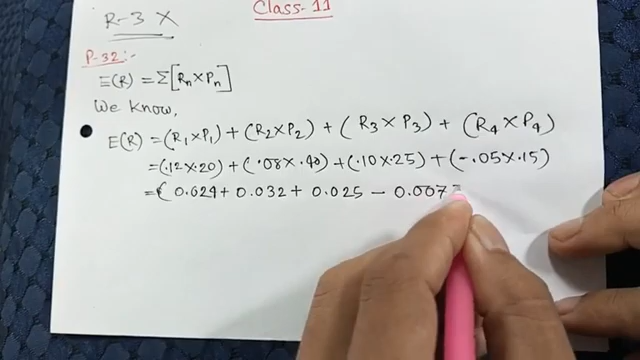 R-3 X
Class-11
P-32:-
E(R) = Σ[Rn×Pn]
We Know,
E(R) = (R1×P1) + (R2×P2) + (R3×P3) + (R4×P4)
= (.12×.20) + (.08×.40) + (.10×.25) + (-.05×.15)
= ( 0.024 + 0.032 + 0.025 - 0.007